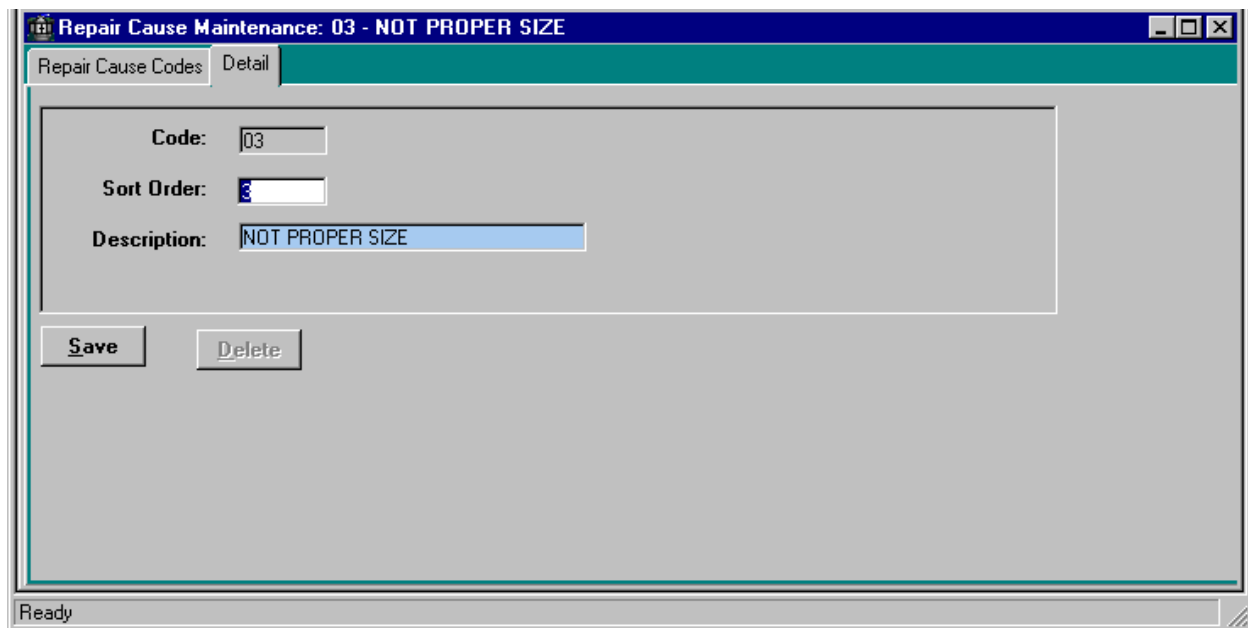 Repair Cause Maintenance: 03 - NOT PROPER SIZE
Repair Cause Codes Detail
Code: 03
Sort Order: 3
Description: NOT PROPER SIZE
Save Delete
Ready